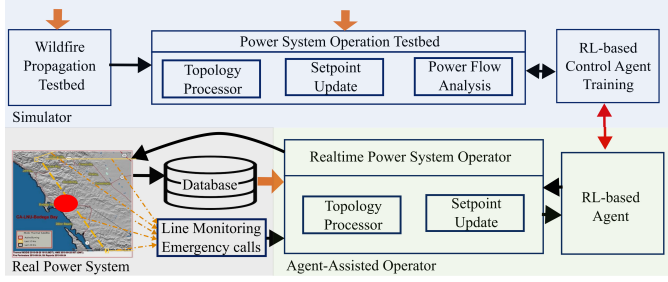 Wildfire
Propagation
Testbed
Power System Operation Testbed
Topology
Processor
Setpoint
Update
Power Flow
Analysis
RL-based
Control Agent
Training
Simulator
Realtime Power System Operator
Database
Topology
Processor
Setpoint
Update
RL-based
Agent
Line Monitoring
Emergency calls
Real Power System
Agent-Assisted Operator